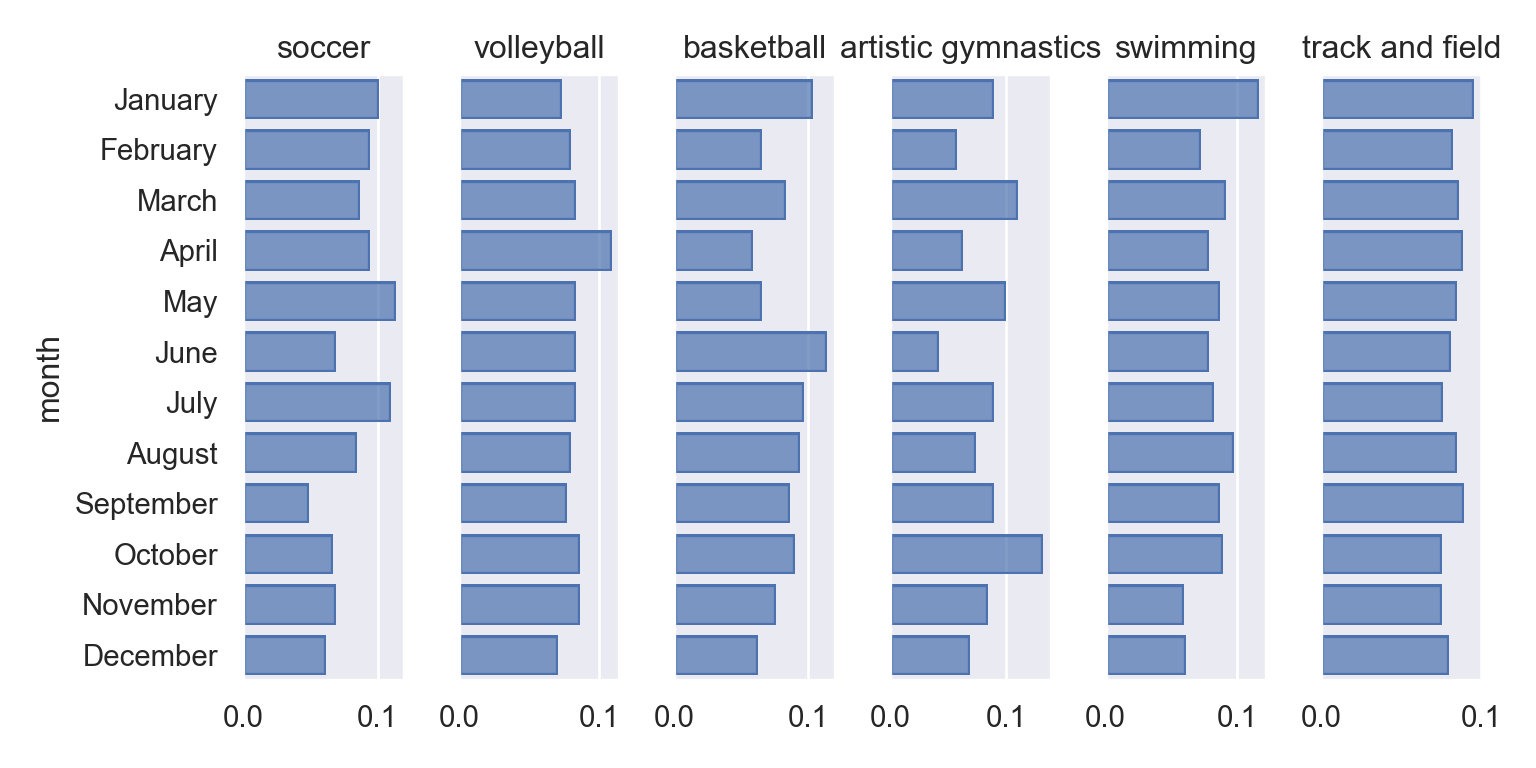 soccer volleyball basketball artistic gymnastics swimming track and field
January
February
March
April
May
June
July
August
September
October
November
December
month
0.0 0.1 0.0 0.1 0.0 0.1 0.0 0.1 0.0 0.1 0.0 0.1